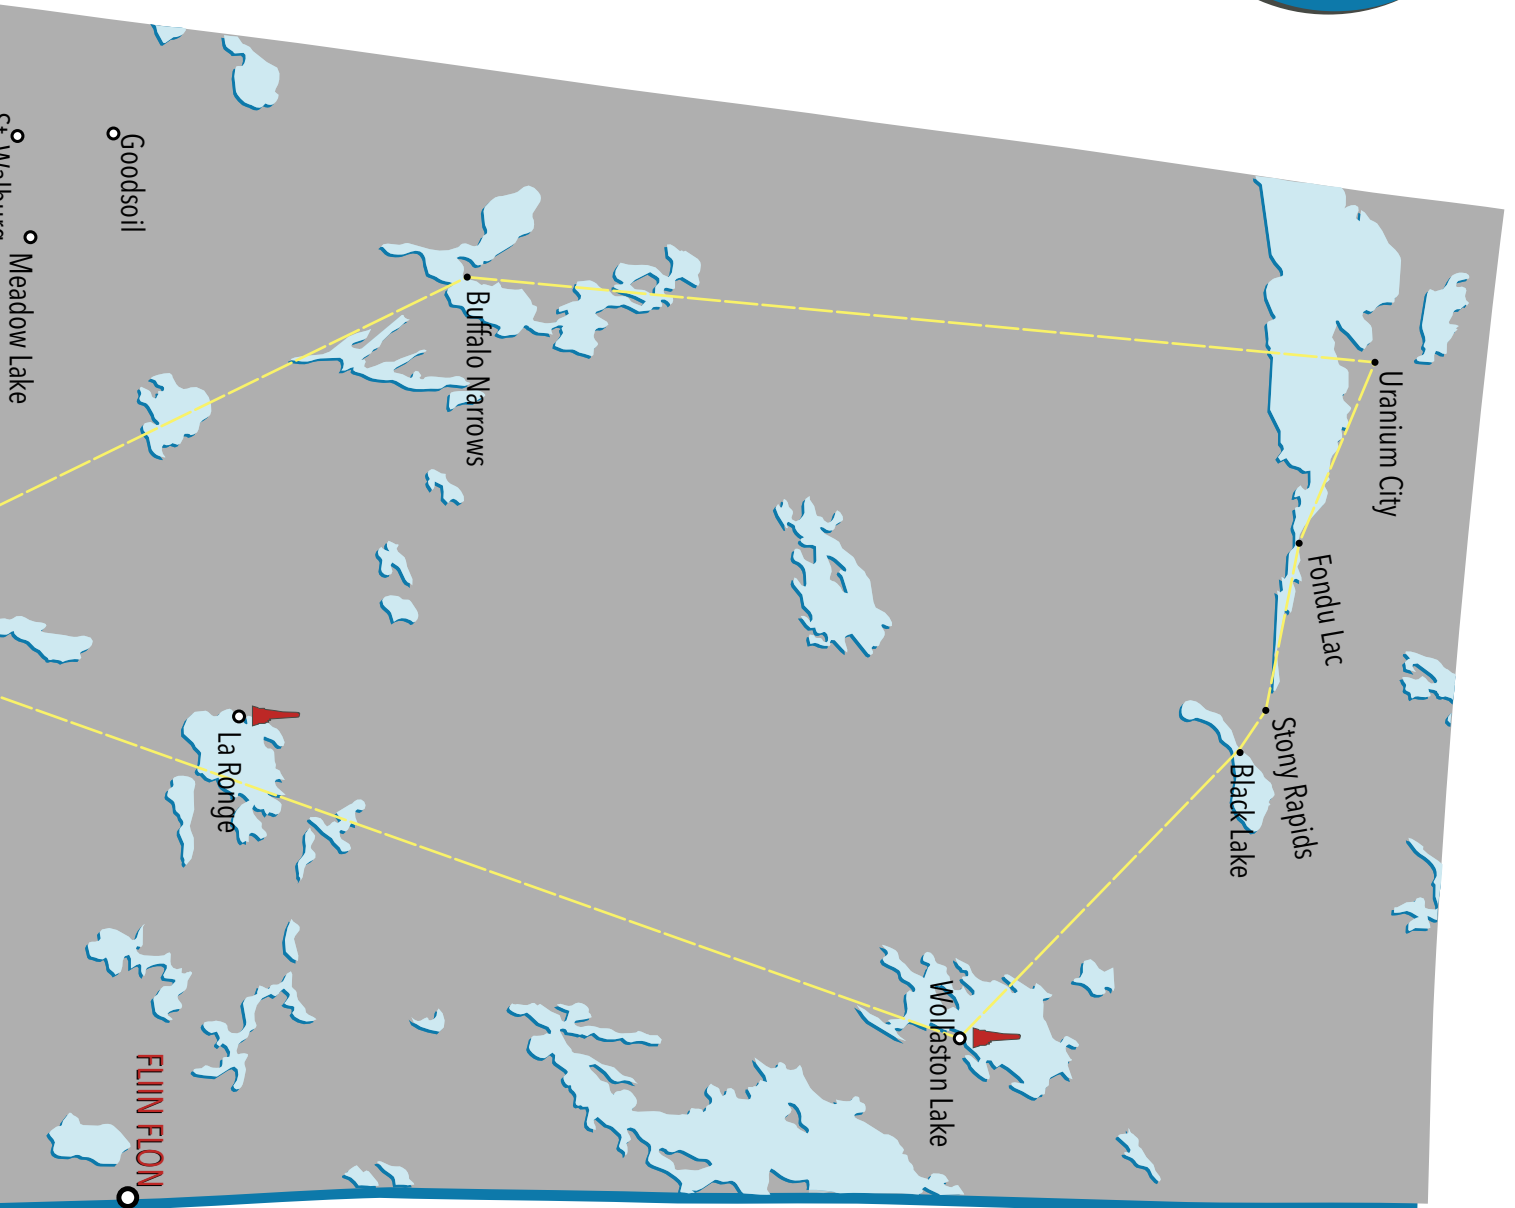 Uranium City
Fondu Lac
Stony Rapids
Black Lake
Wollaston Lake
Buffalo Narrows
La Ronge
FLIIN FLON
Goodsoil
Meadow Lake